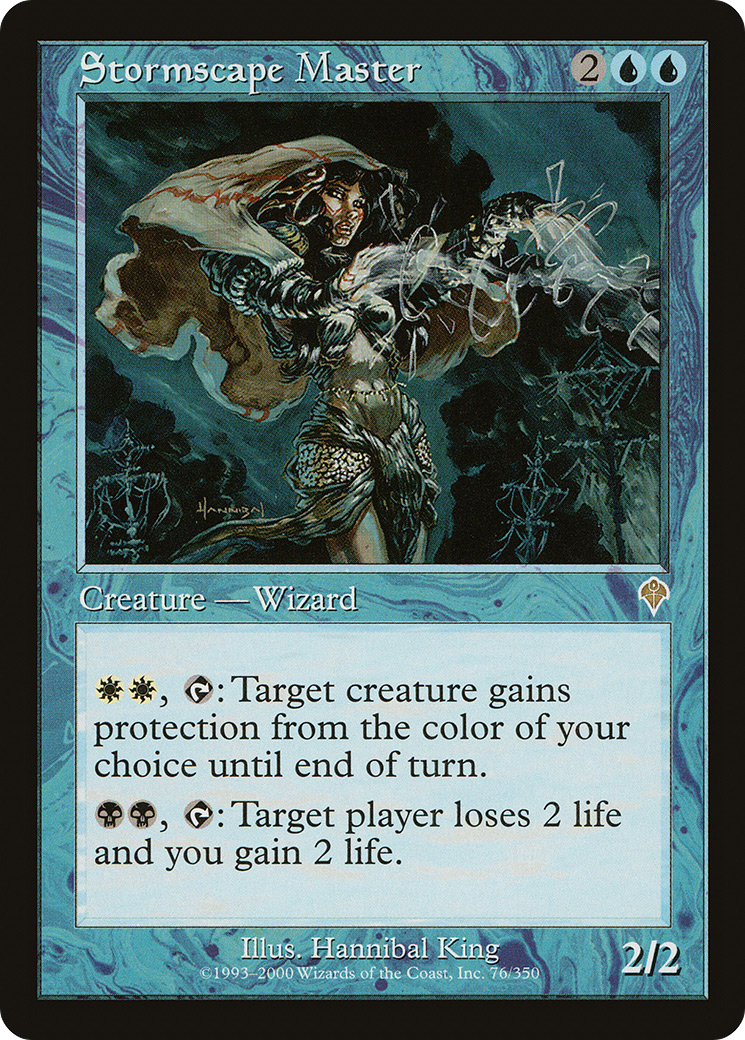 Stormscape Master 2
HANNIBAL
Creature — Wizard
, : Target creature gains
protection from the color of your
choice until end of turn.
, : Target player loses 2 life
and you gain 2 life.
Illus. Hannibal King
©1993–2000 Wizards of the Coast, Inc. 76/350
2/2